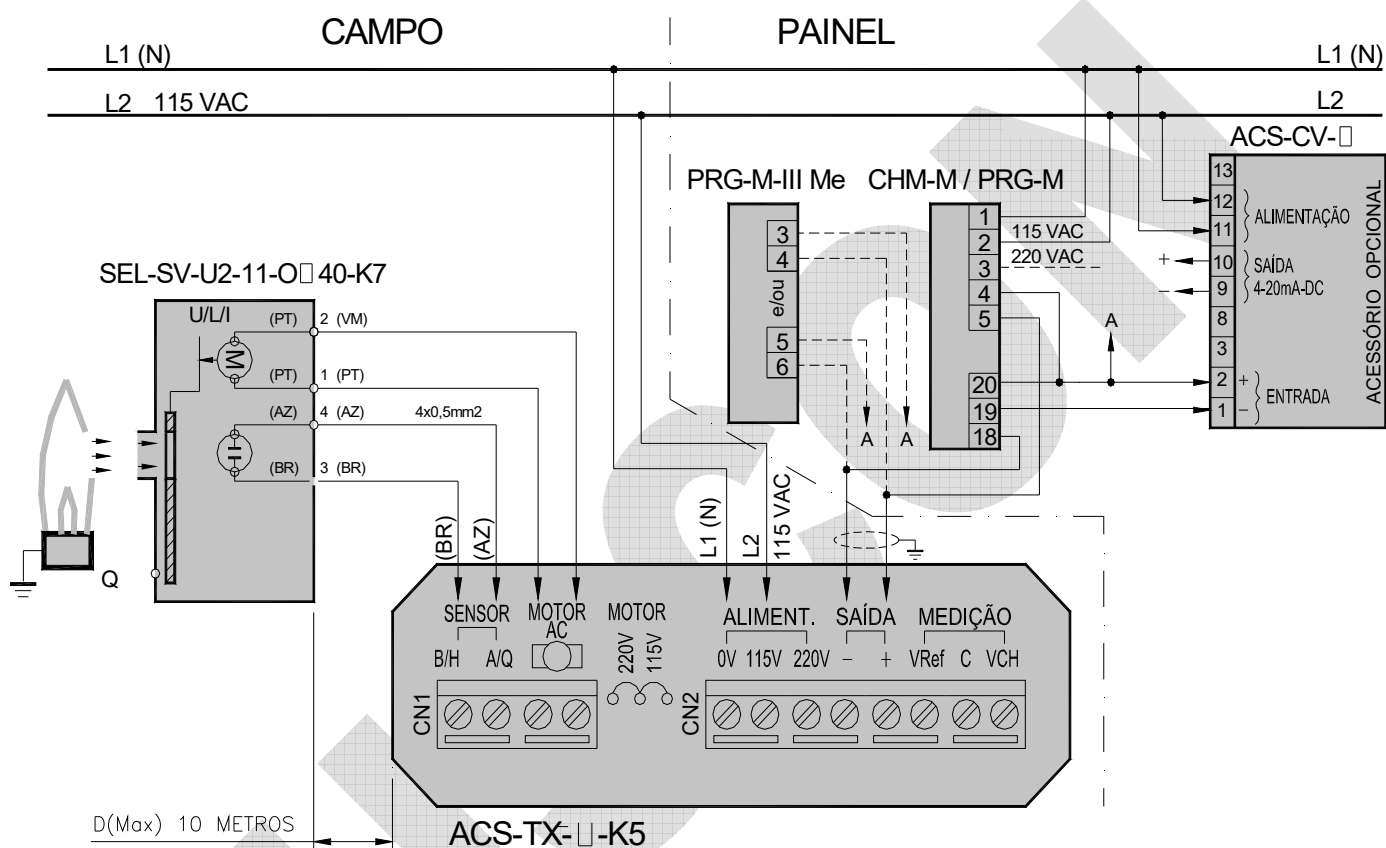 CAMPO
PAINEL
L1 (N)
L1 (N)
L2 115 VAC
L2
ACS-CV-□
PRG-M-III Me
CHM-M / PRG-M
13
12
11
ALIMENTAÇÃO
10
9
+
-
SAÍDA
4-20mA-DC
8
3
2
1
+
-
ENTRADA
ACESSÓRIO OPCIONAL
3
4
e/ou
5
6
A
A
1
2
3
4
5
20
19
18
115 VAC
220 VAC
A
SEL-SV-U2-11-O□40-K7
U/L/I
(PT)
2 (VM)
M
(PT)
1 (PT)
(AZ)
4 (AZ)
4x0,5mm2
(BR)
3 (BR)
Q
(BR)
(AZ)
L1 (N)
L2
115 VAC
SENSOR
MOTOR
AC
MOTOR
ALIMENT.
SAÍDA
MEDIÇÃO
B/H
A/Q
220V
115V
0V
115V
220V
-
+
VRef
C
VCH
CN1
CN2
D(Max) 10 METROS
ACS-TX-□-K5